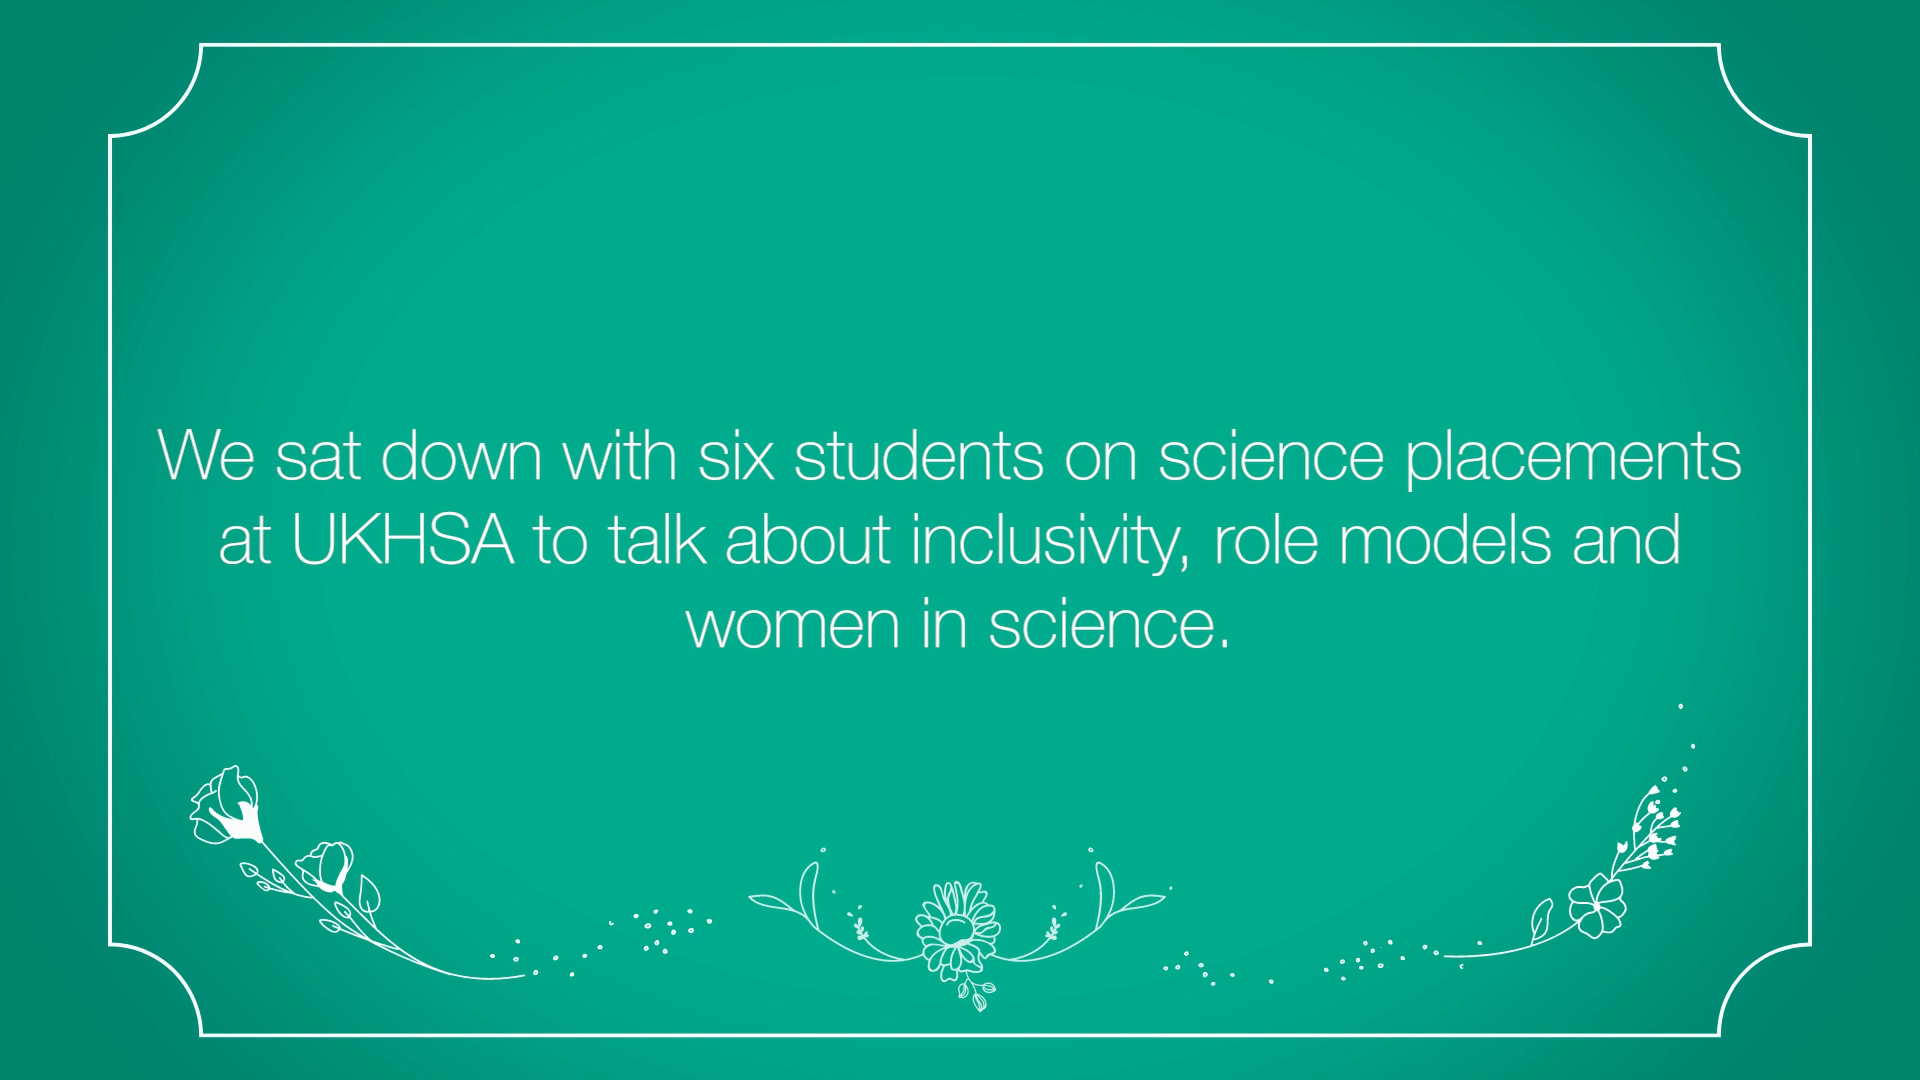 We sat down with six students on science placements
at UKHSA to talk about inclusivity, role models and
women in science.